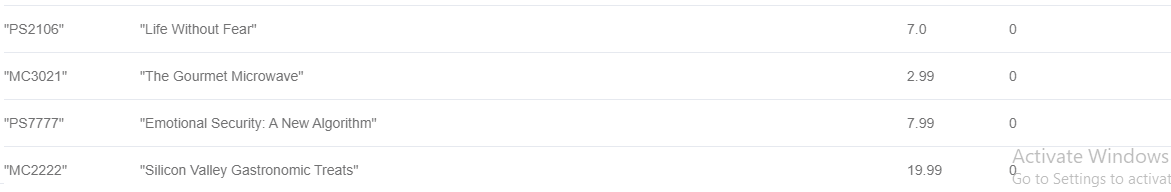 "PS2106" "Life Without Fear" 7.0 0
"MC3021" "The Gourmet Microwave" 2.99 0
"PS7777" "Emotional Security: A New Algorithm" 7.99 0
"MC2222" "Silicon Valley Gastronomic Treats" 19.99 0
Activate Windows
Go to Settings to activat